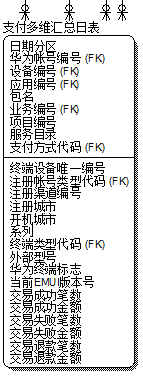 支付多维汇总日表
日期分区
华为帐号编号 (FK)
设备编号 (FK)
应用编号 (FK)
包名
业务编号 (FK)
项目编号
服务目录
支付方式代码 (FK)
终端设备唯一编号
注册帐号类型代码 (FK)
注册渠道编号
注册城市
开机城市
系列
终端类型代码 (FK)
外部型号
华为终端标志
当前EMUI版本号
交易成功笔数
交易成功金额
交易失败笔数
交易失败金额
交易退款笔数
交易退款金额